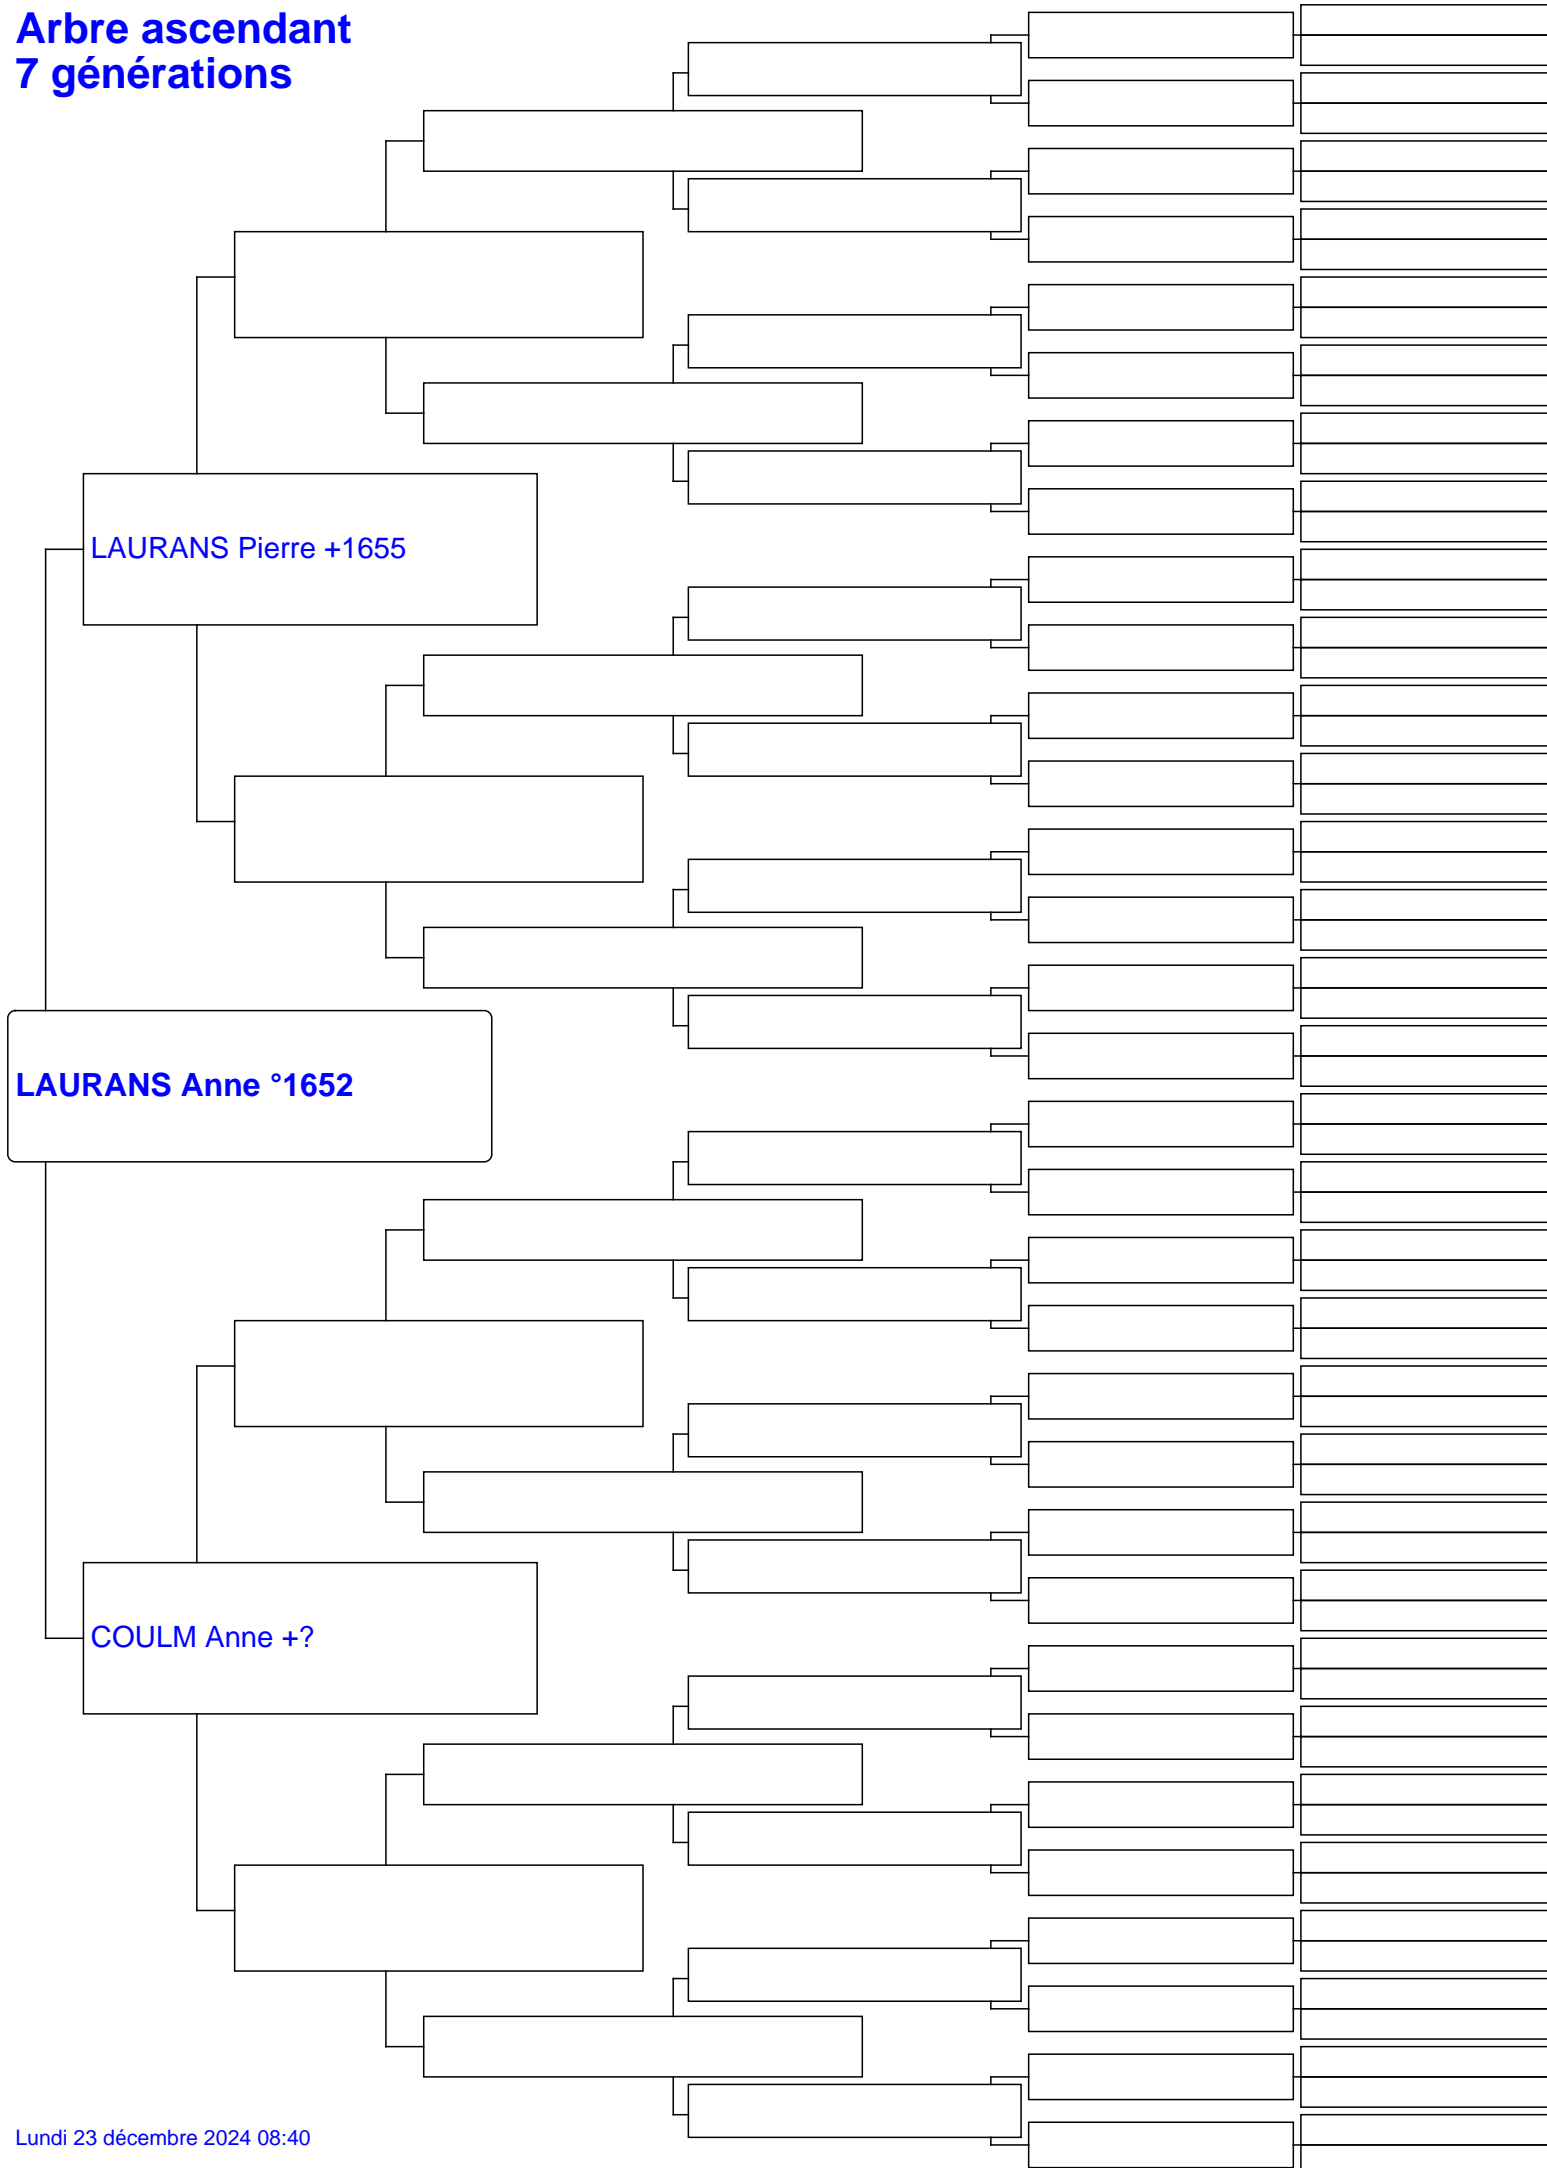 Arbre ascendant
7 générations
LAURANS Pierre +1655
LAURANS Anne °1652
COULM Anne +?
Lundi 23 décembre 2024 08:40